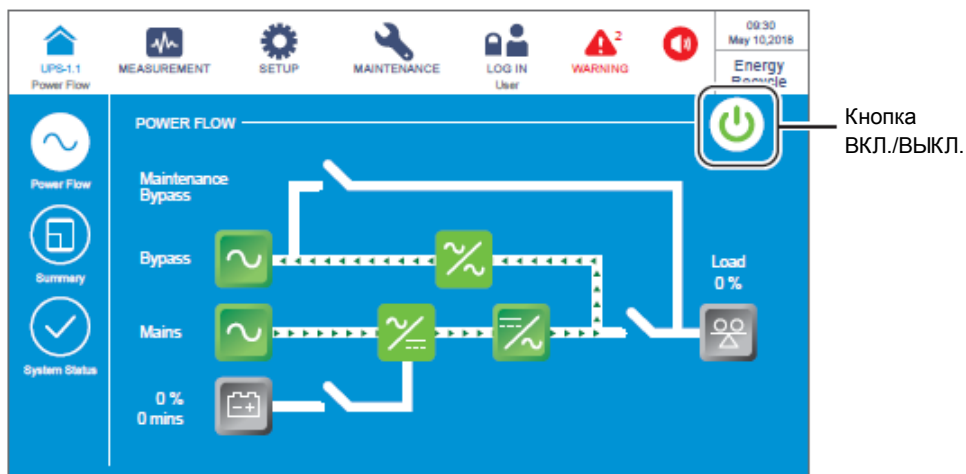 09:30
May 10,2018
UPS-1.1
MEASUREMENT
SETUP
MAINTENANCE
LOG IN
WARNING
2
Energy
Recycle
Power Flow
User
POWER FLOW
Кнопка
ВКЛ./ВЫКЛ.
Power Flow
Maintenance
Bypass
Bypass
Load
0 %
Summary
Mains
System Status
0 %
0 mins